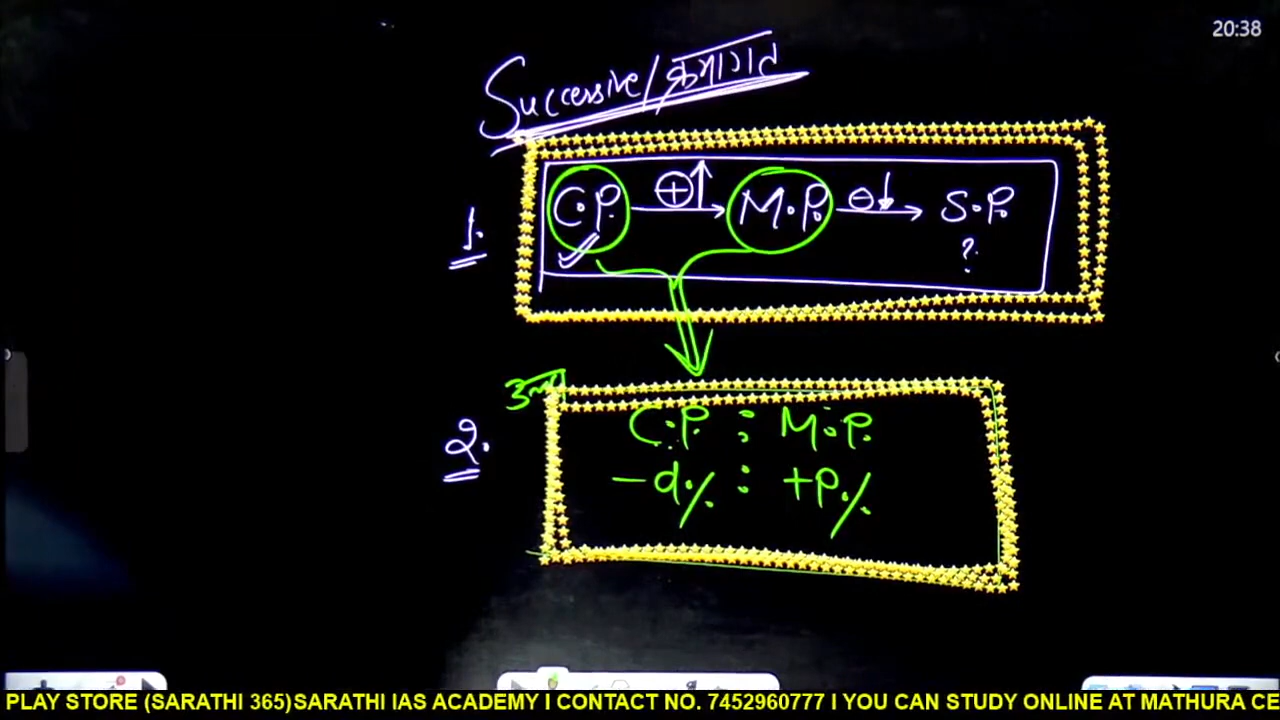 20:38
Successive/क्रमागत
1. C.P. ⊕↑ → M.P. ⊖↓ → S.P.
?
2. C.P. : M.P.
-d% : +P%
PLAY STORE (SARATHI 365)SARATHI IAS ACADEMY I CONTACT NO. 7452960777 I YOU CAN STUDY ONLINE AT MATHURA CE